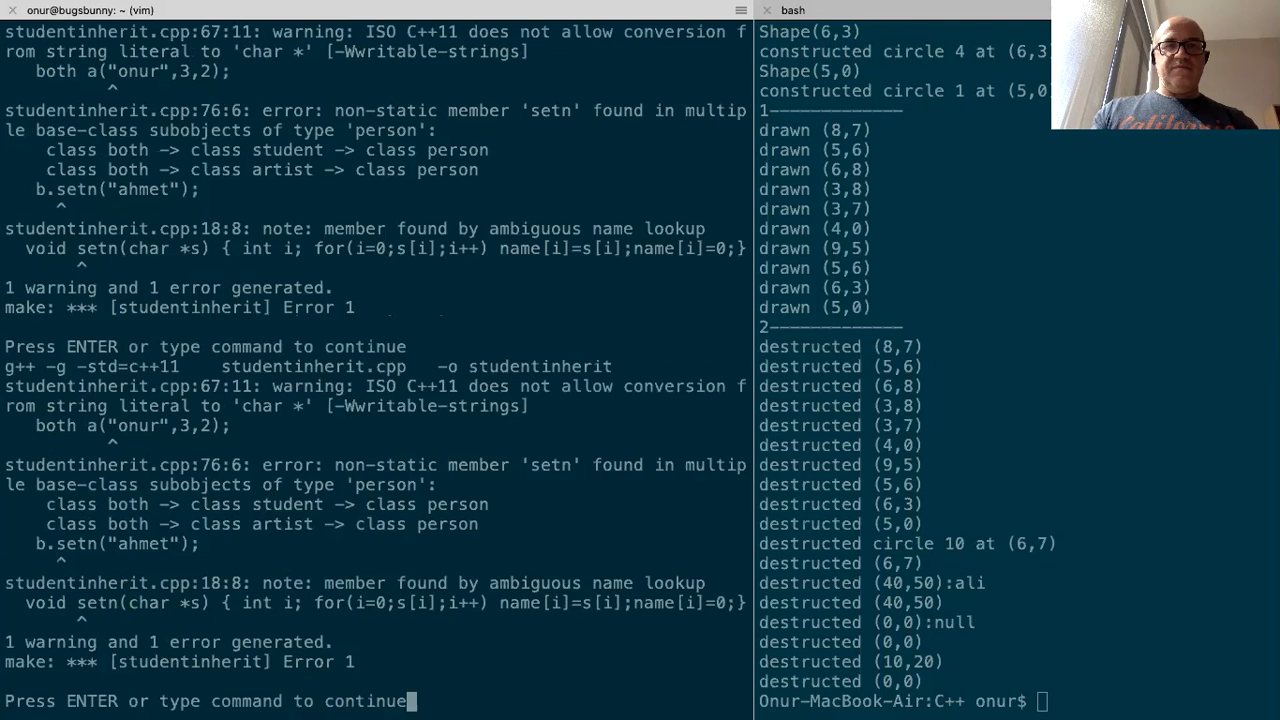 onur@bugsbunny: ~ (vim)
studentinherit.cpp:67:11: warning: ISO C++11 does not allow conversion f
rom string literal to 'char *' [-Wwritable-strings]
both a("onur",3,2);
^
studentinherit.cpp:76:6: error: non-static member 'setn' found in multip
le base-class subobjects of type 'person':
class both -> class student -> class person
class both -> class artist -> class person
b.setn("ahmet");
^
studentinherit.cpp:18:8: note: member found by ambiguous name lookup
void setn(char *s) { int i; for(i=0;s[i];i++) name[i]=s[i];name[i]=0;}
^
1 warning and 1 error generated.
make: *** [studentinherit] Error 1
Press ENTER or type command to continue
g++ -g -std=c++11    studentinherit.cpp   -o studentinherit
studentinherit.cpp:67:11: warning: ISO C++11 does not allow conversion f
rom string literal to 'char *' [-Wwritable-strings]
both a("onur",3,2);
^
studentinherit.cpp:76:6: error: non-static member 'setn' found in multip
le base-class subobjects of type 'person':
class both -> class student -> class person
class both -> class artist -> class person
b.setn("ahmet");
^
studentinherit.cpp:18:8: note: member found by ambiguous name lookup
void setn(char *s) { int i; for(i=0;s[i];i++) name[i]=s[i];name[i]=0;}
^
1 warning and 1 error generated.
make: *** [studentinherit] Error 1
Press ENTER or type command to continue
bash
Shape(6,3)
constructed circle 4 at (6,3
Shape(5,0)
constructed circle 1 at (5,0
1-------------
drawn (8,7)
drawn (5,6)
drawn (6,8)
drawn (3,8)
drawn (3,7)
drawn (4,0)
drawn (9,5)
drawn (5,6)
drawn (6,3)
drawn (5,0)
2-------------
destructed (8,7)
destructed (5,6)
destructed (6,8)
destructed (3,8)
destructed (3,7)
destructed (4,0)
destructed (9,5)
destructed (5,6)
destructed (6,3)
destructed (5,0)
destructed circle 10 at (6,7)
destructed (6,7)
destructed (40,50):ali
destructed (40,50)
destructed (0,0):null
destructed (0,0)
destructed (10,20)
destructed (0,0)
Onur-MacBook-Air:C++ onur$